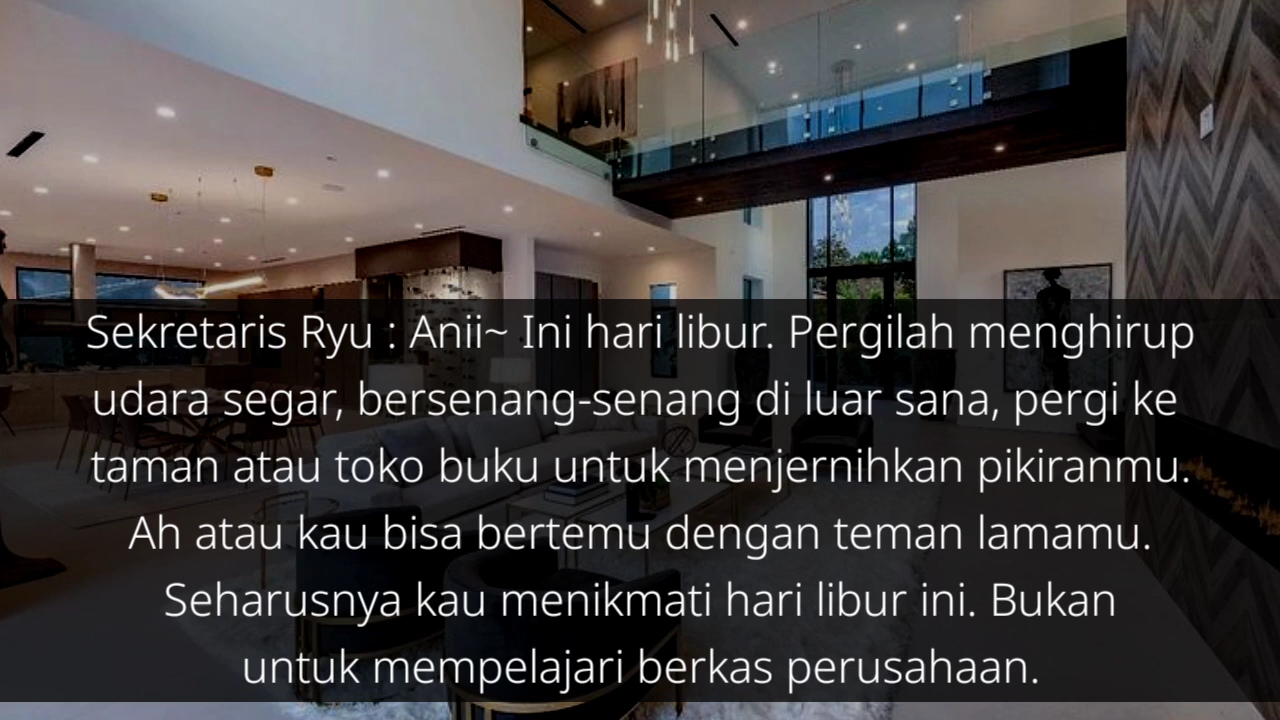 Sekretaris Ryu : Anii~ Ini hari libur. Pergilah menghirup
udara segar, bersenang-senang di luar sana, pergi ke
taman atau toko buku untuk menjernihkan pikiranmu.
Ah atau kau bisa bertemu dengan teman lamamu.
Seharusnya kau menikmati hari libur ini. Bukan
untuk mempelajari berkas perusahaan.